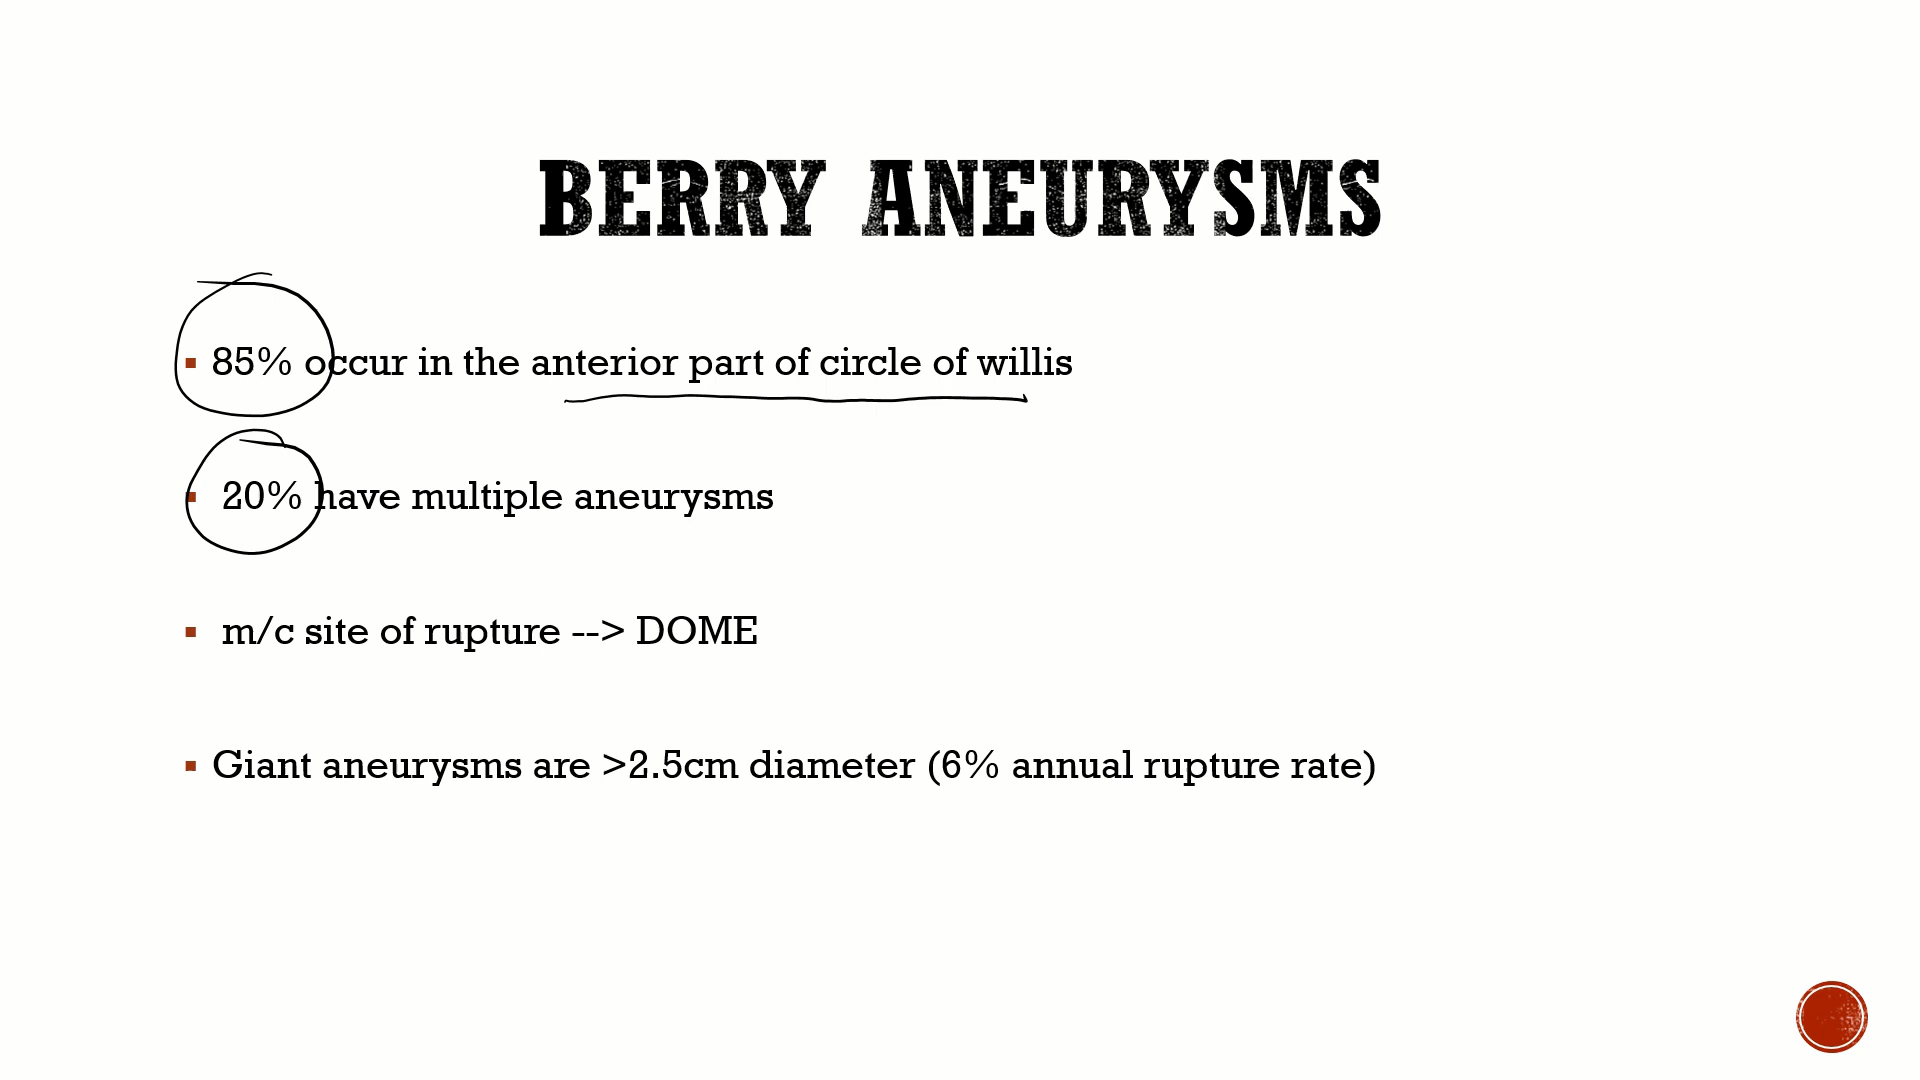 BERRY ANEURYSMS
▪ 85% occur in the anterior part of circle of willis
▪ 20% have multiple aneurysms
▪ m/c site of rupture --> DOME
▪ Giant aneurysms are >2.5cm diameter (6% annual rupture rate)